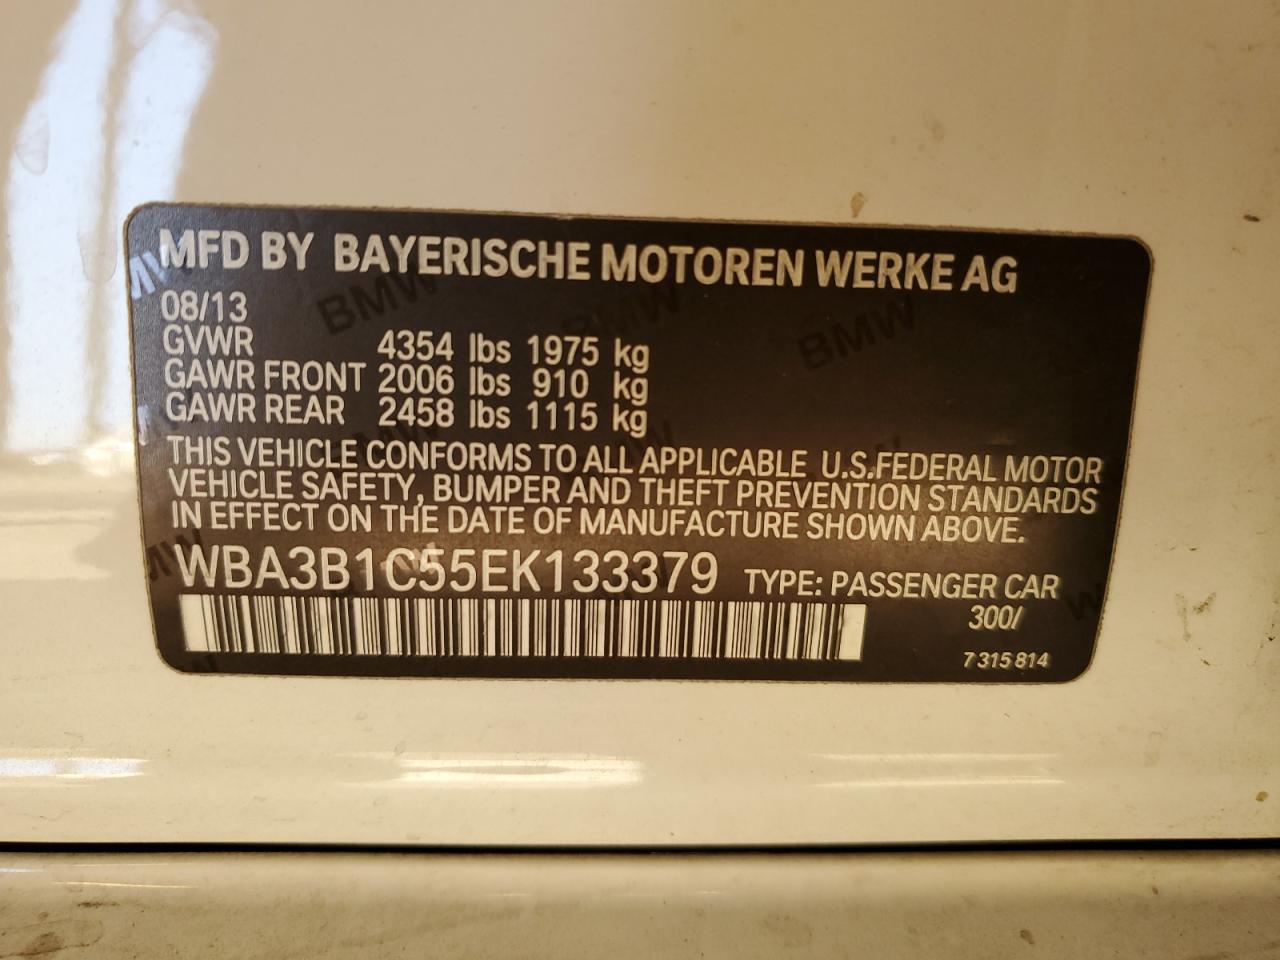 MFD BY BAYERISCHE MOTOREN WERKE AG
08/13
GVWR 4354 lbs 1975 kg
GAWR FRONT 2006 lbs 910 kg
GAWR REAR 2458 lbs 1115 kg
THIS VEHICLE CONFORMS TO ALL APPLICABLE U.S.FEDERAL MOTOR
VEHICLE SAFETY, BUMPER AND THEFT PREVENTION STANDARDS
IN EFFECT ON THE DATE OF MANUFACTURE SHOWN ABOVE.
WBA3B1C55EK133379 TYPE: PASSENGER CAR
300/
7 315 814